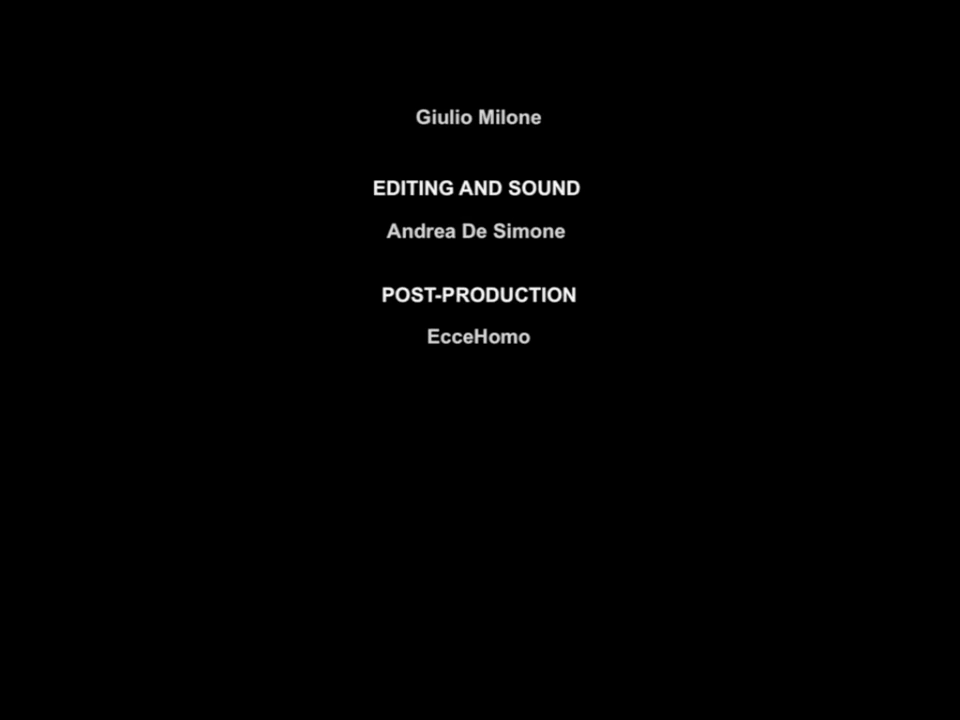 Giulio Milone
EDITING AND SOUND
Andrea De Simone
POST-PRODUCTION
EcceHomo